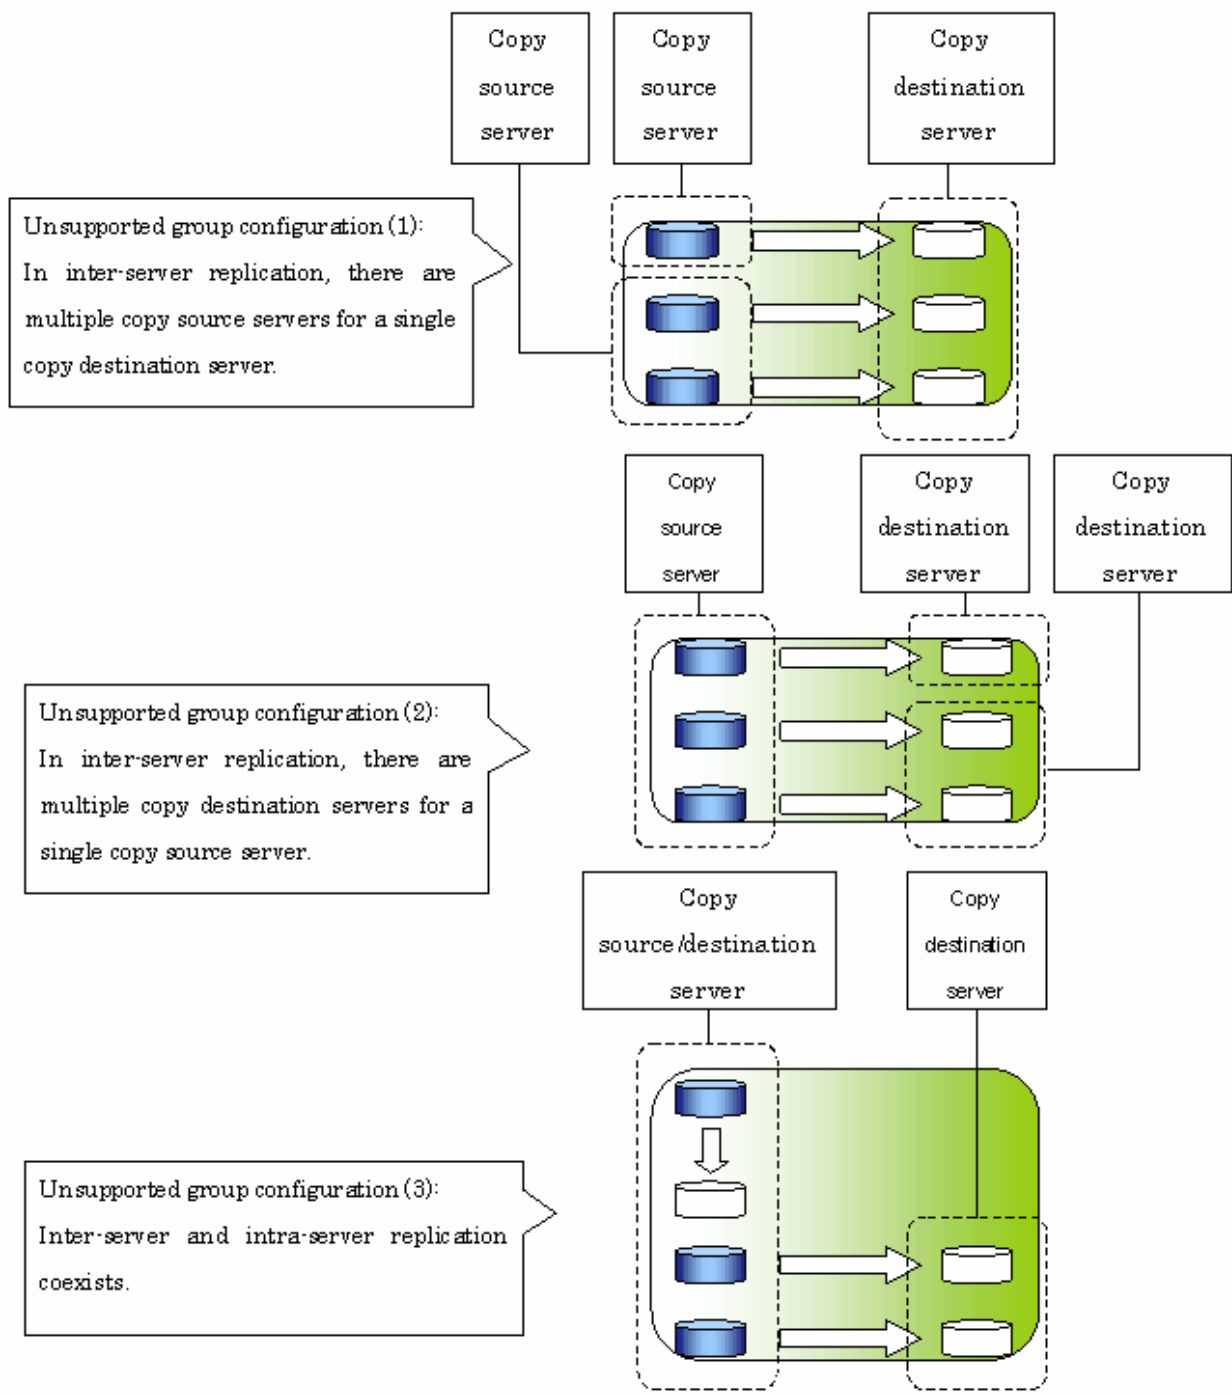 Copy
source
server
Copy
source
server
Copy
destination
server
Unsupported group configuration (1):
In inter-server replication, there are
multiple copy source servers for a single
copy destination server.
Copy
source
server
Copy
destination
server
Copy
destination
server
Unsupported group configuration (2):
In inter-server replication, there are
multiple copy destination servers for a
single copy source server.
Copy
source/destination
server
Copy
destination
server
Unsupported group configuration (3):
Inter-server and intra-server replication
coexists.